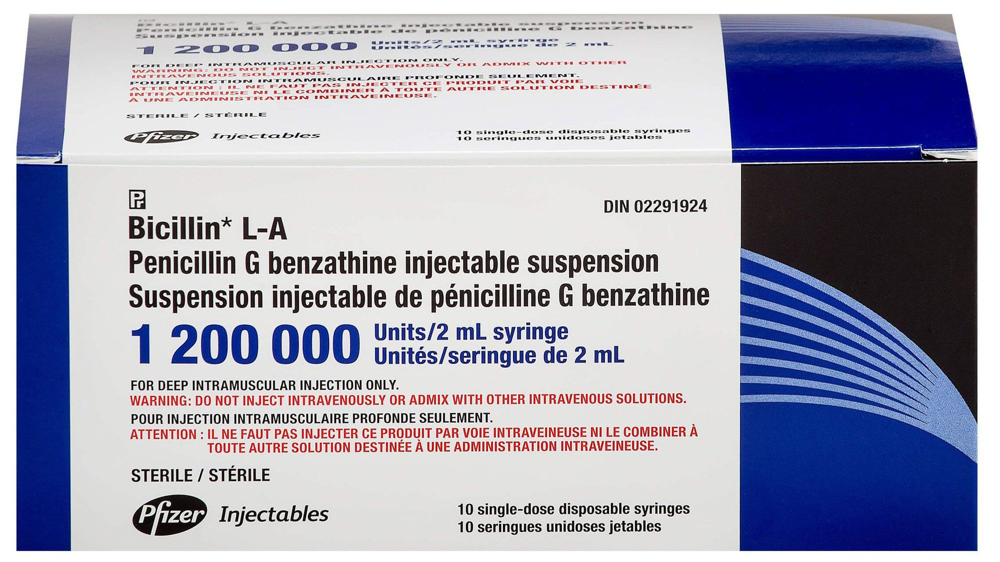 Bicillin* L-A
Penicillin G benzathine injectable suspension
Suspension injectable de pénicilline G benzathine
1 200 000 Units/2 mL syringe
Unités/seringue de 2 mL
FOR DEEP INTRAMUSCULAR INJECTION ONLY.
WARNING: DO NOT INJECT INTRAVENOUSLY OR ADMIX WITH OTHER
INTRAVENOUS SOLUTIONS.
POUR INJECTION INTRAMUSCULAIRE PROFONDE SEULEMENT.
ATTENTION : IL NE FAUT PAS INJECTER CE PRODUIT PAR VOIE
INTRAVEINEUSE NI LE COMBINER À TOUTE AUTRE SOLUTION DESTINÉE
À UNE ADMINISTRATION INTRAVEINEUSE.
STERILE / STÉRILE
Pfizer Injectables
10 single-dose disposable syringes
10 seringues unidoses jetables
Pr
DIN 02291924
Bicillin* L-A
Penicillin G benzathine injectable suspension
Suspension injectable de pénicilline G benzathine
1 200 000 Units/2 mL syringe
Unités/seringue de 2 mL
FOR DEEP INTRAMUSCULAR INJECTION ONLY.
WARNING: DO NOT INJECT INTRAVENOUSLY OR ADMIX WITH OTHER INTRAVENOUS SOLUTIONS.
POUR INJECTION INTRAMUSCULAIRE PROFONDE SEULEMENT.
ATTENTION : IL NE FAUT PAS INJECTER CE PRODUIT PAR VOIE INTRAVEINEUSE NI LE COMBINER À
TOUTE AUTRE SOLUTION DESTINÉE À UNE ADMINISTRATION INTRAVEINEUSE.
STERILE / STÉRILE
Pfizer Injectables
10 single-dose disposable syringes
10 seringues unidoses jetables